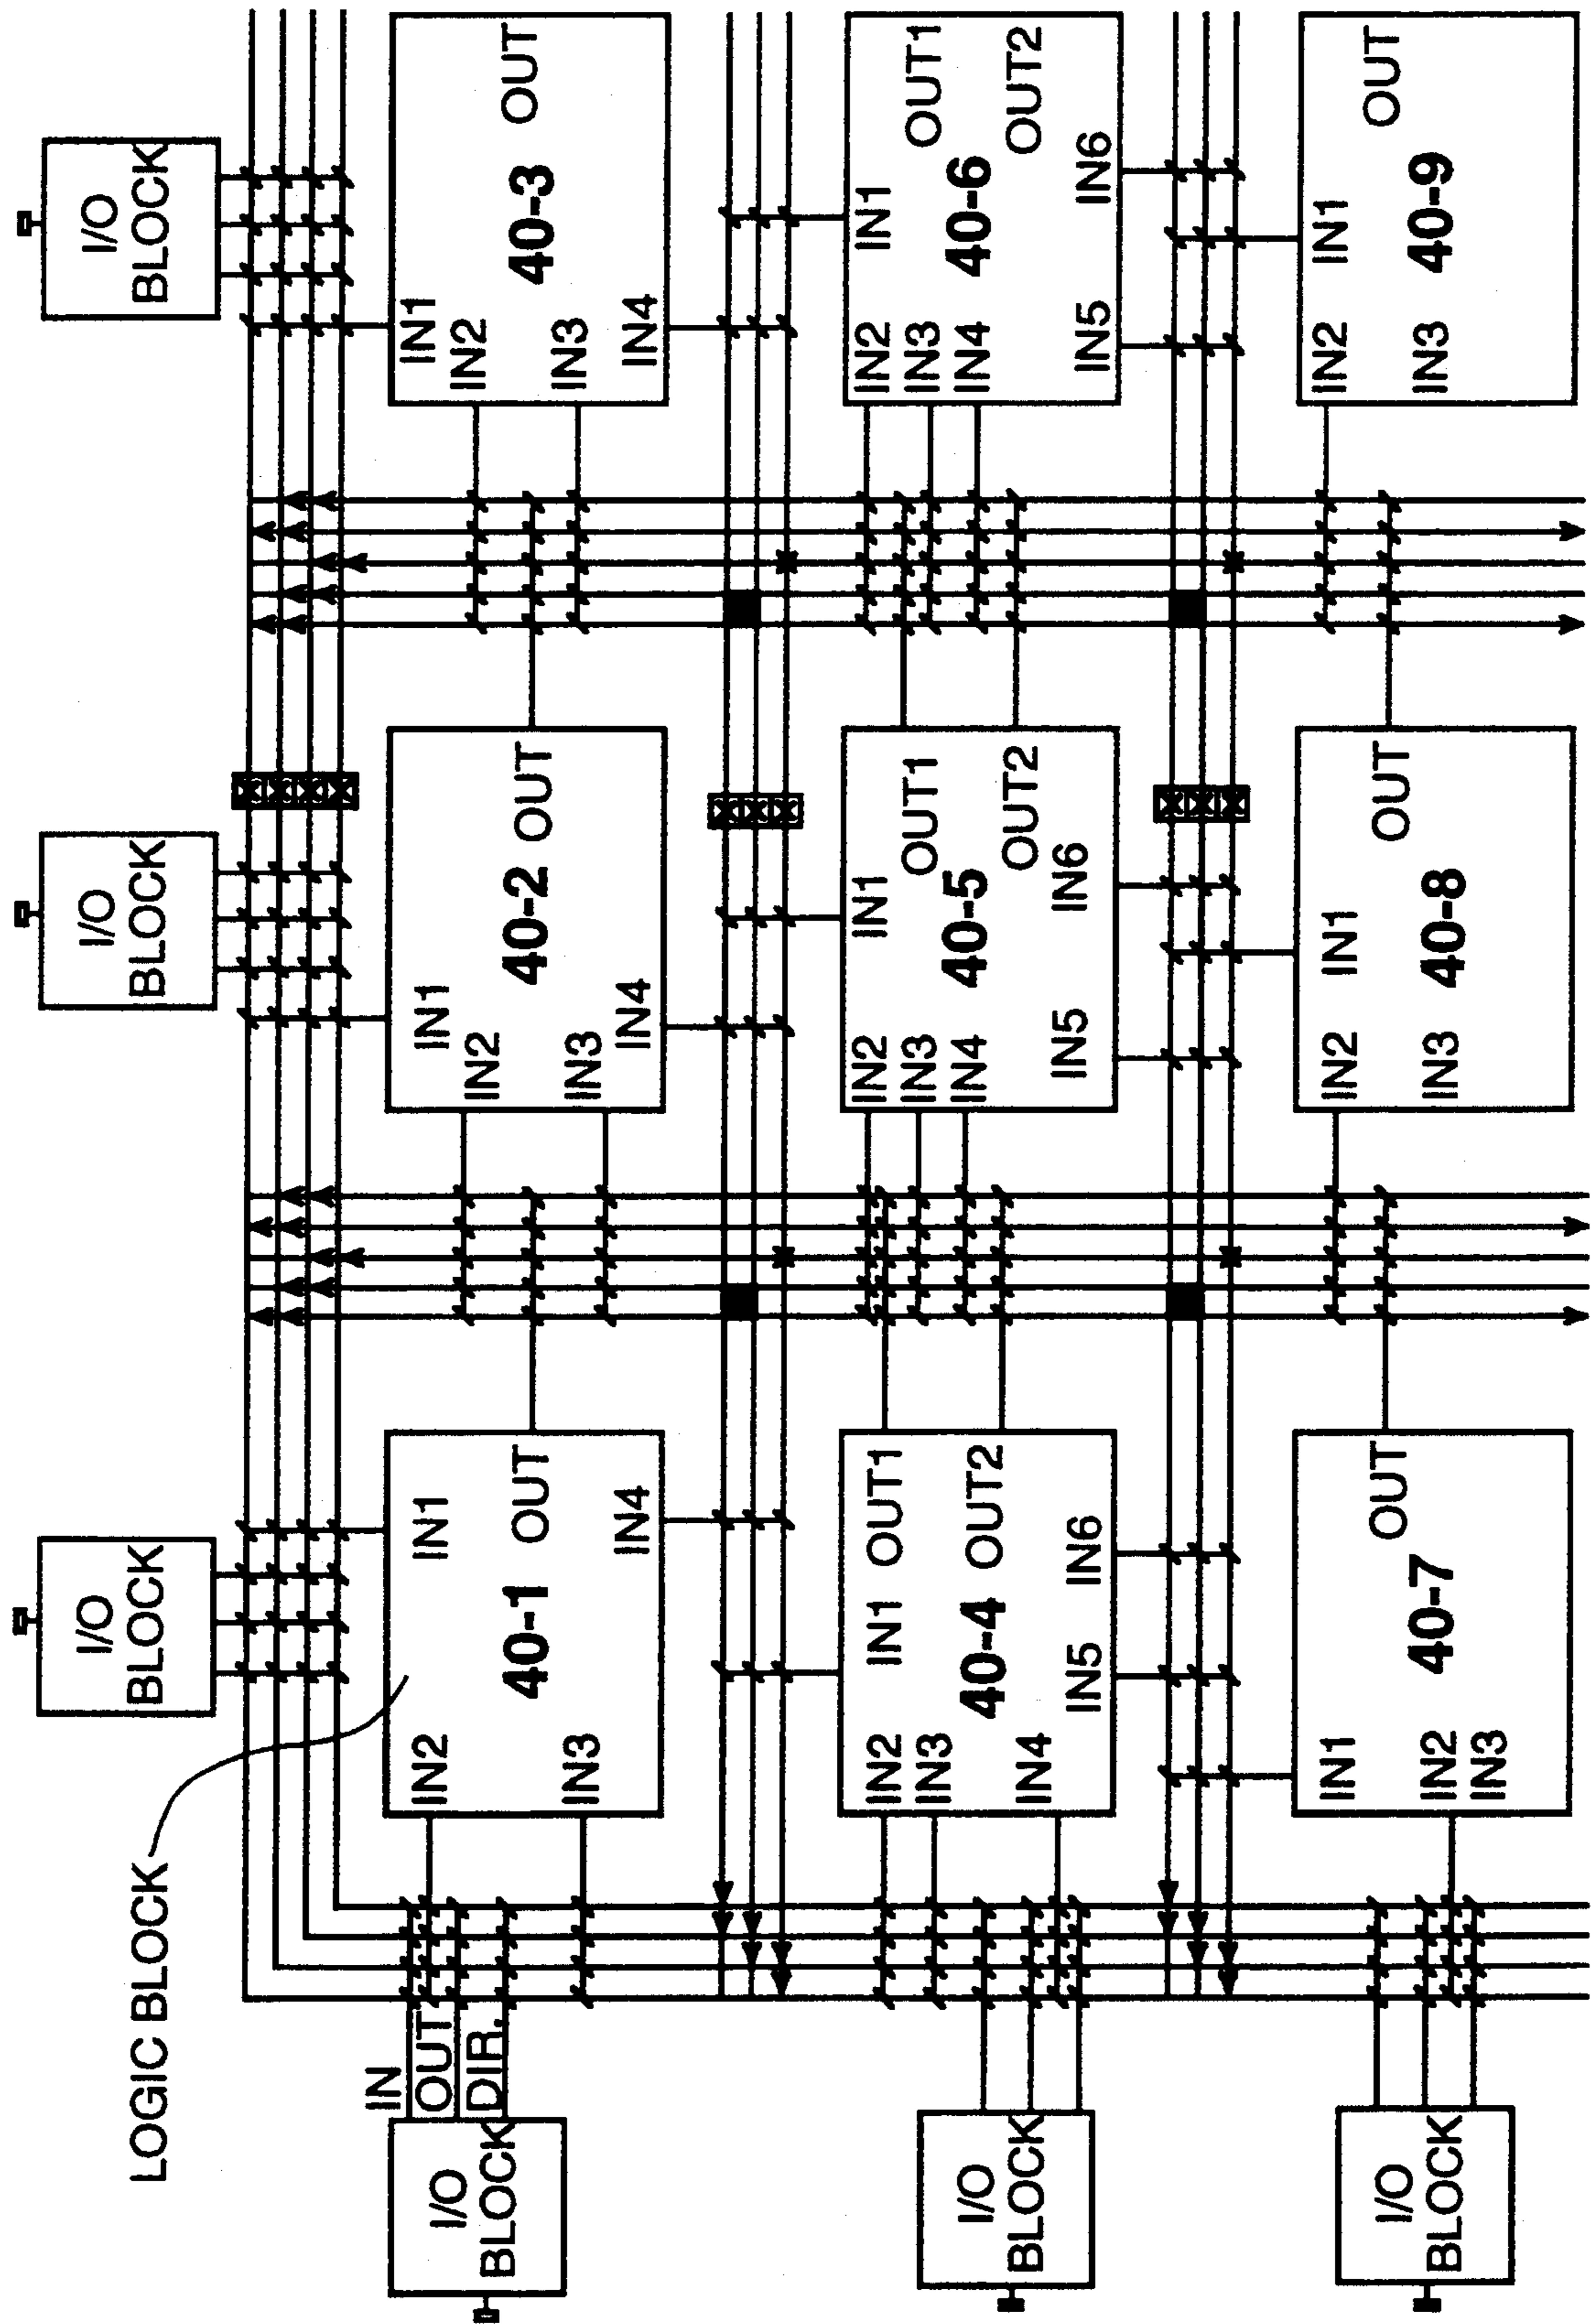 LOGIC BLOCK
I/O
BLOCK
I/O
BLOCK
I/O
BLOCK
I/O
BLOCK
IN
OUT
DIR.
IN1
IN2
OUT
40-1
IN3
IN4
IN1
IN2
OUT
40-2
IN3
IN4
IN1
IN2
OUT
40-3
IN3
IN4
I/O
BLOCK
IN1
OUT1
IN2
IN3
40-4
OUT2
IN4
IN5
IN6
IN1
IN2
OUT1
IN3
40-5
IN4
OUT2
IN5
IN6
IN1
IN2
OUT1
IN3
40-6
IN4
OUT2
IN5
IN6
I/O
BLOCK
IN1
OUT
40-7
IN2
IN3
IN1
IN2
OUT
40-8
IN3
IN1
IN2
OUT
40-9
IN3